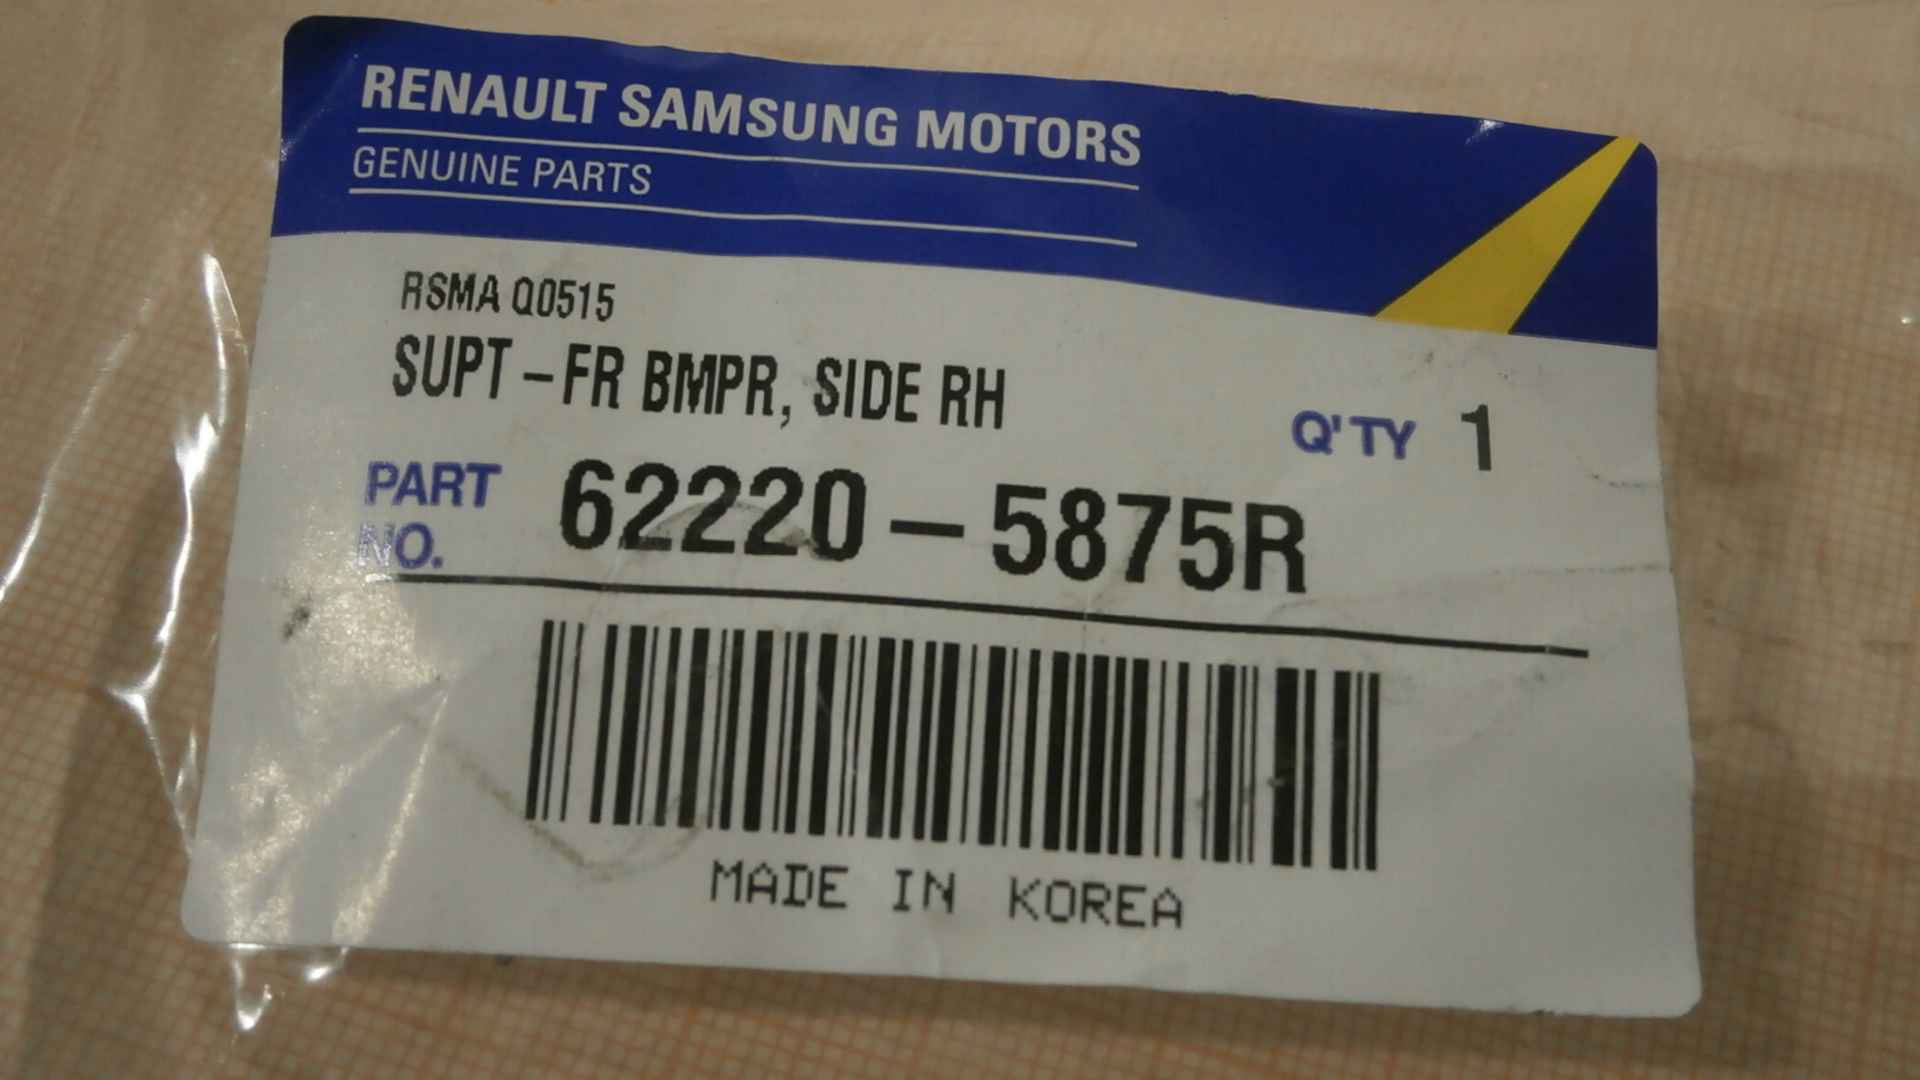 RENAULT SAMSUNG MOTORS
GENUINE PARTS
RSMA Q0515
SUPT-FR BMPR, SIDE RH
Q'TY 1
PART NO. 62220-5875R
MADE IN KOREA